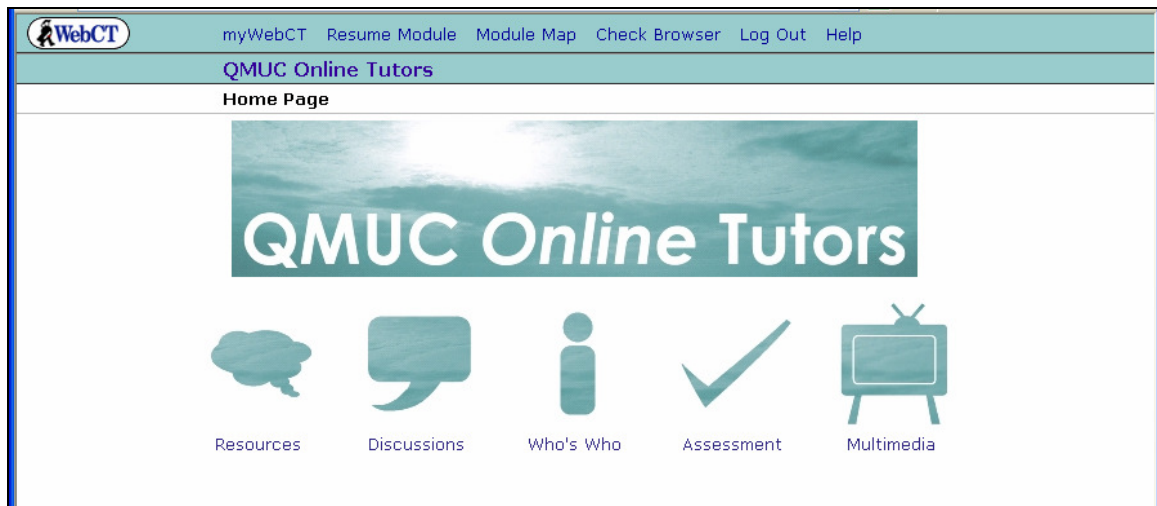 WebCT myWebCT Resume Module Module Map Check Browser Log Out Help
QMUC Online Tutors
Home Page
QMUC Online Tutors
Resources Discussions Who's Who Assessment Multimedia